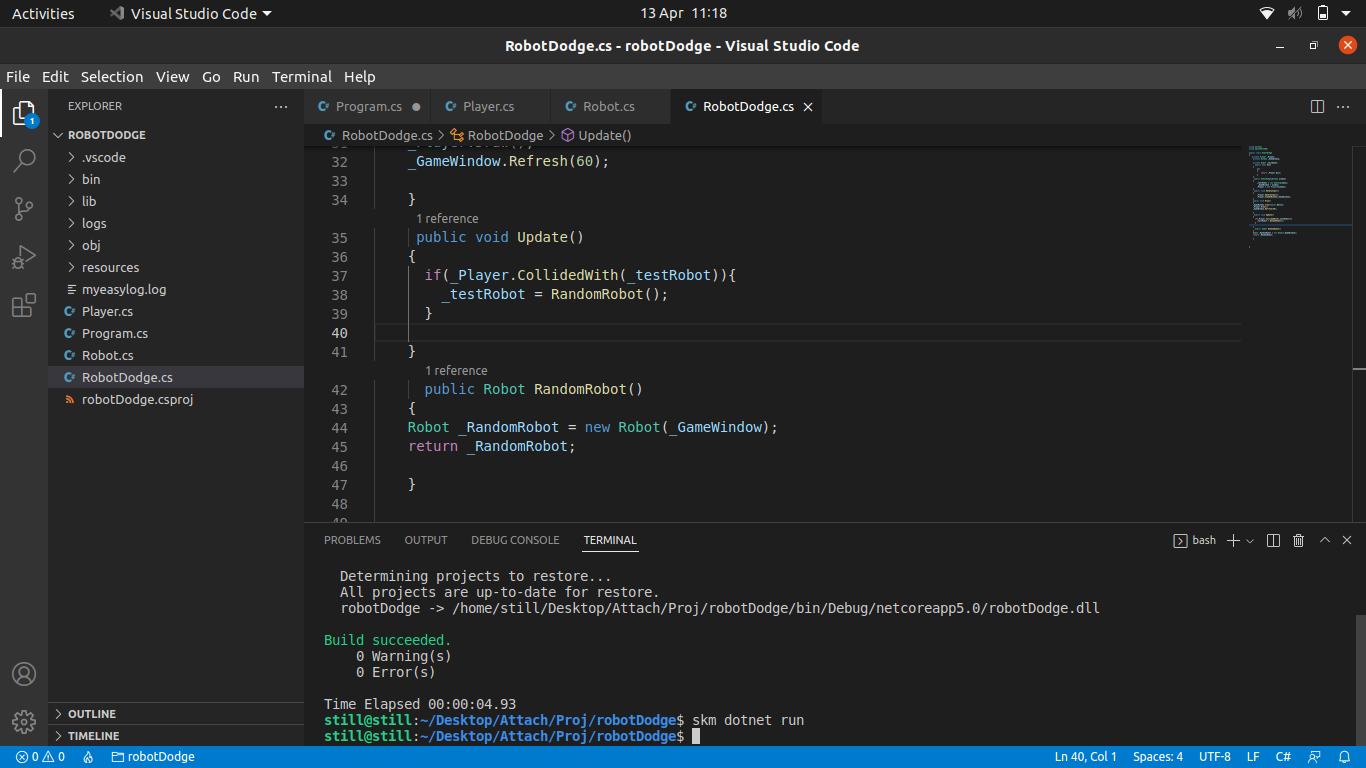 Activities Visual Studio Code 13 Apr 11:18
RobotDodge.cs - robotDodge - Visual Studio Code
File Edit Selection View Go Run Terminal Help
EXPLORER
ROBOTDODGE
.vscode
bin
lib
logs
obj
resources
myeasylog.log
Player.cs
Program.cs
Robot.cs
RobotDodge.cs
robotDodge.csproj
OUTLINE
TIMELINE
1
Program.cs Player.cs Robot.cs RobotDodge.cs
RobotDodge.cs > RobotDodge > Update()
32 _GameWindow.Refresh(60);
33
34 }
1 reference
35 public void Update()
36 {
37 if(_Player.CollidedWith(_testRobot)){
38 _testRobot = RandomRobot();
39 }
40
41 }
1 reference
42 public Robot RandomRobot()
43 {
44 Robot _RandomRobot = new Robot(_GameWindow);
45 return _RandomRobot;
46
47 }
48
PROBLEMS OUTPUT DEBUG CONSOLE TERMINAL bash
Determining projects to restore...
All projects are up-to-date for restore.
robotDodge -> /home/still/Desktop/Attach/Proj/robotDodge/bin/Debug/netcoreapp5.0/robotDodge.dll
Build succeeded.
0 Warning(s)
0 Error(s)
Time Elapsed 00:00:04.93
still@still:~/Desktop/Attach/Proj/robotDodge$ skm dotnet run
still@still:~/Desktop/Attach/Proj/robotDodge$
0 0 robotDodge Ln 40, Col 1 Spaces: 4 UTF-8 LF C#